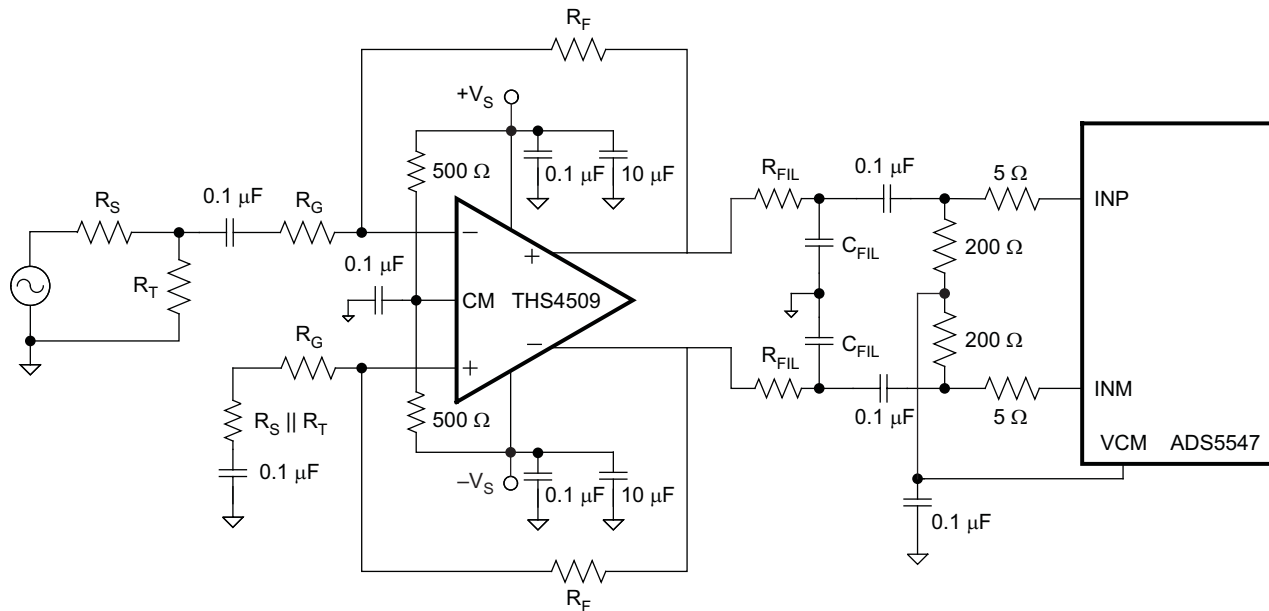 R_F
+V_S
500 Ω
0.1 μF
10 μF
R_S
0.1 μF
R_G
R_T
0.1 μF
−
+
CM
THS4509
R_FIL
0.1 μF
5 Ω
INP
C_FIL
200 Ω
R_G
+
−
R_FIL
C_FIL
200 Ω
0.1 μF
5 Ω
INM
R_S || R_T
500 Ω
0.1 μF
–V_S
0.1 μF
10 μF
VCM
ADS5547
0.1 μF
R_F